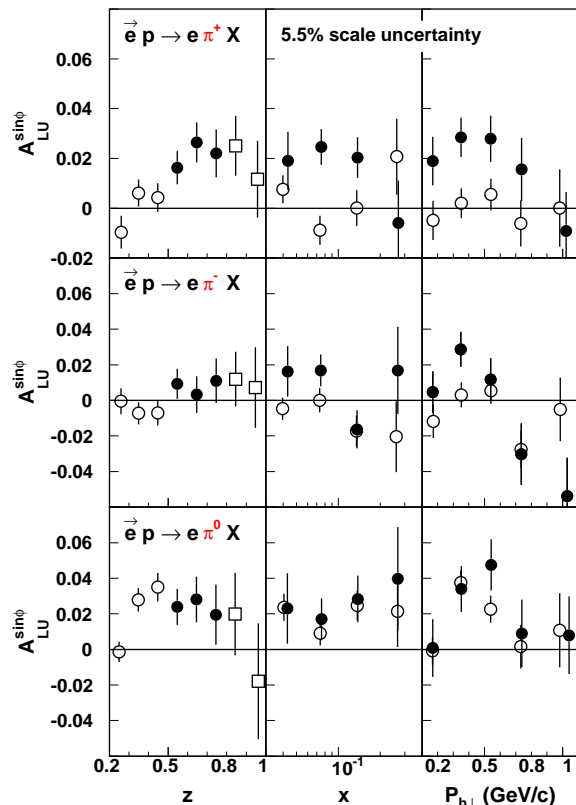 e⃗ p → e π⁺ X
5.5% scale uncertainty
A_LU^sinϕ
0.06
0.04
0.02
0
-0.02
e⃗ p → e π⁻ X
A_LU^sinϕ
0.06
0.04
0.02
0
-0.02
-0.04
e⃗ p → e π⁰ X
A_LU^sinϕ
0.06
0.04
0.02
0
-0.02
-0.04
0.2 0.5 0.8 1 10⁻¹ 0.2 0.5 0.8 1
z x P_h⊥ (GeV/c)